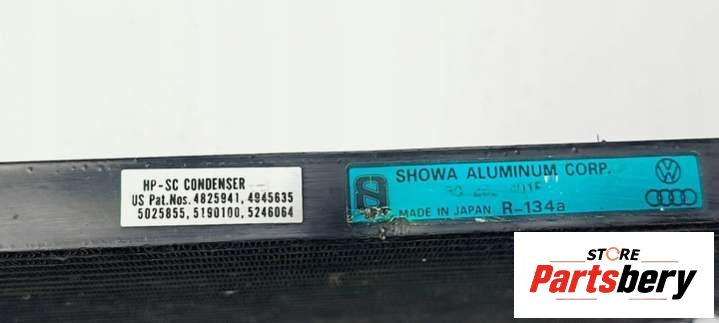 HP-SC CONDENSER
US Pat.Nos. 4825941, 4945635
5025855, 5190100, 5246064
SHOWA ALUMINUM CORP.
MADE IN JAPAN R-134a
STORE
Partsbery